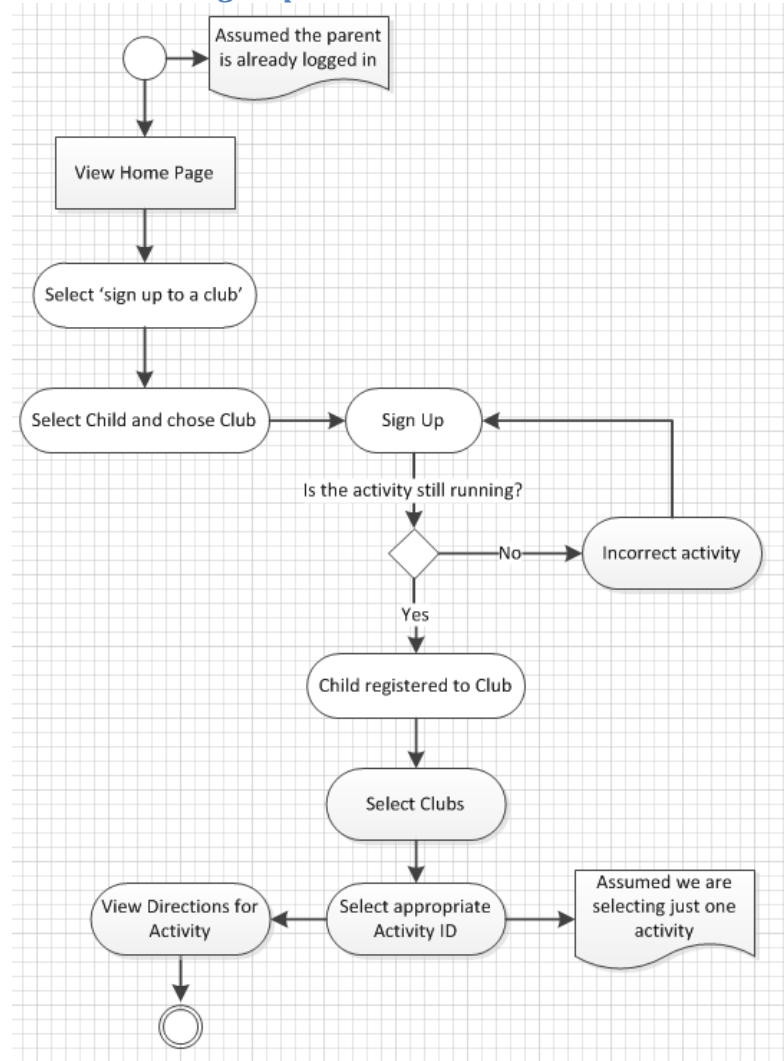 Assumed the parent
is already logged in
View Home Page
Select ‘sign up to a club’
Select Child and chose Club
Sign Up
Is the activity still running?
No
Incorrect activity
Yes
Child registered to Club
Select Clubs
View Directions for
Activity
Select appropriate
Activity ID
Assumed we are
selecting just one
activity